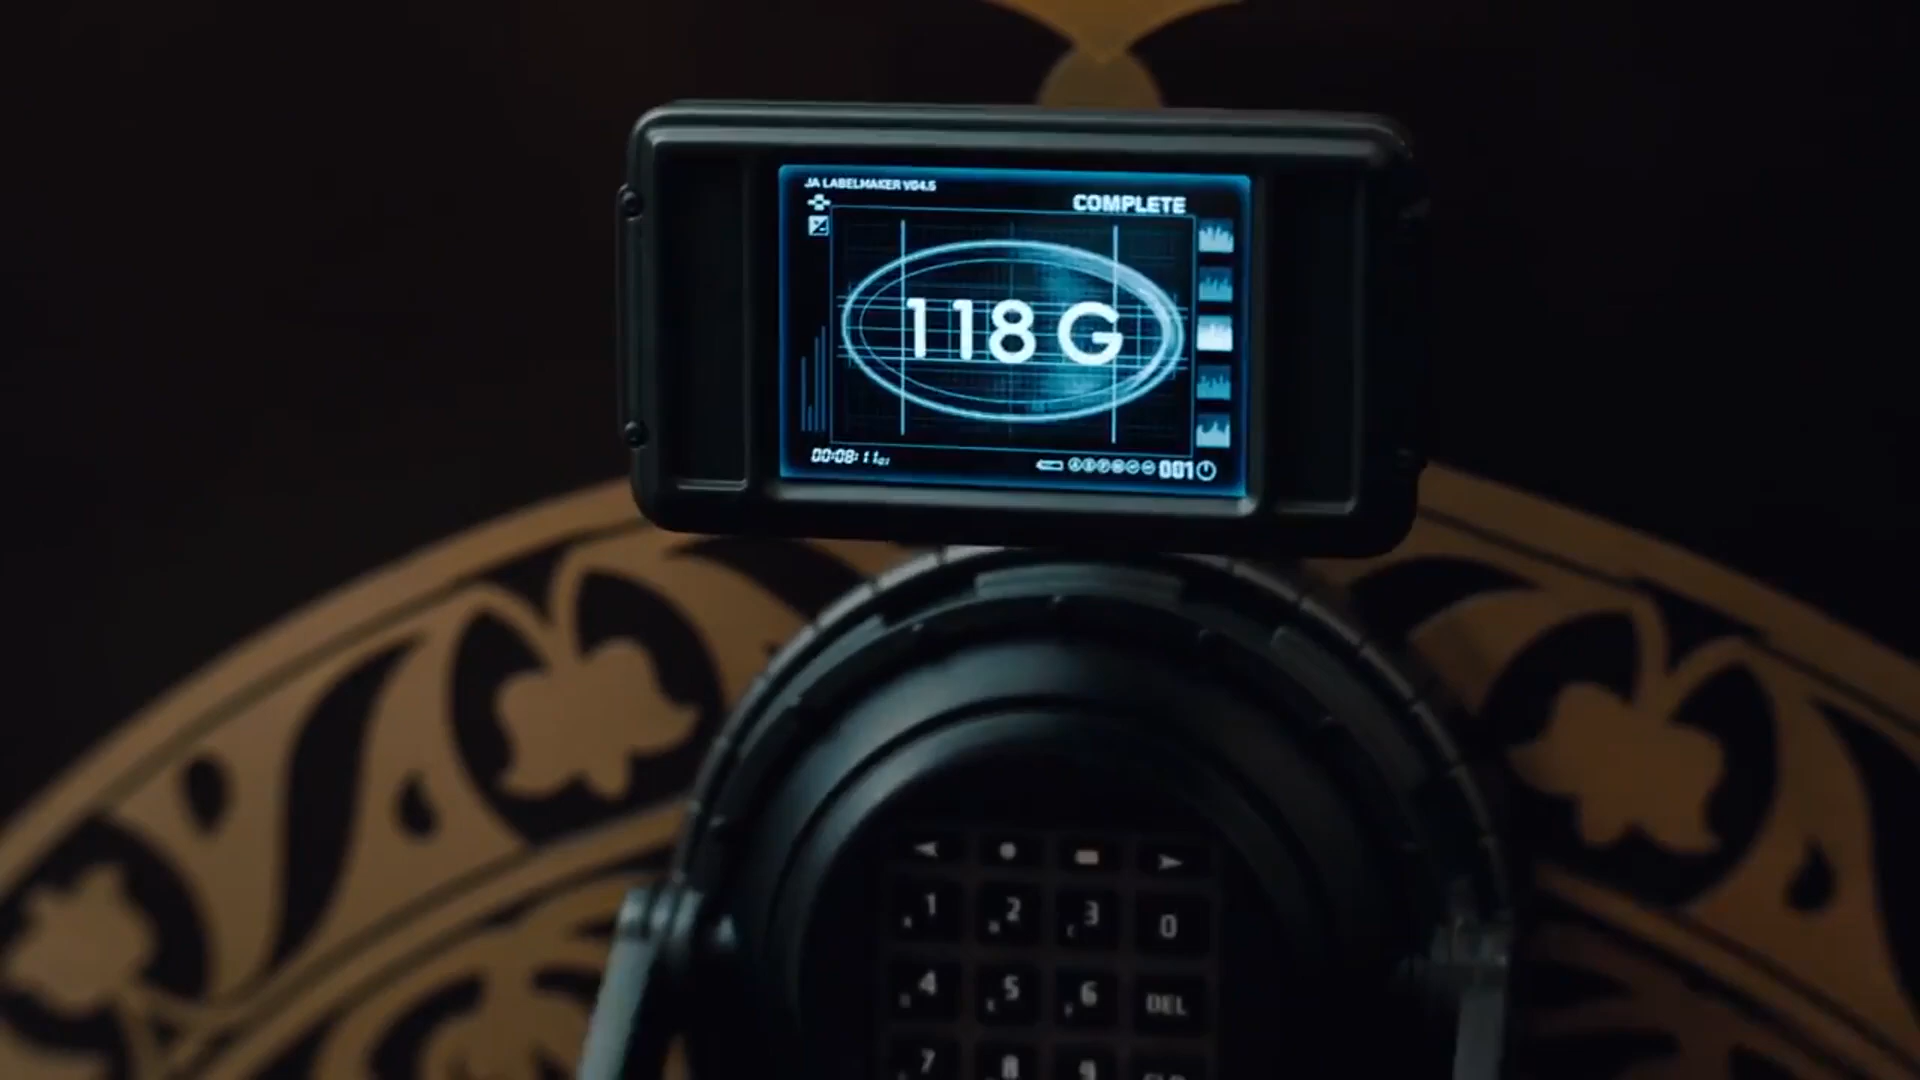 JA LABELMAKER V04.5
COMPLETE
118 G
00:08:11
001
1 2 3 0
4 5 6 DEL
7 8 9